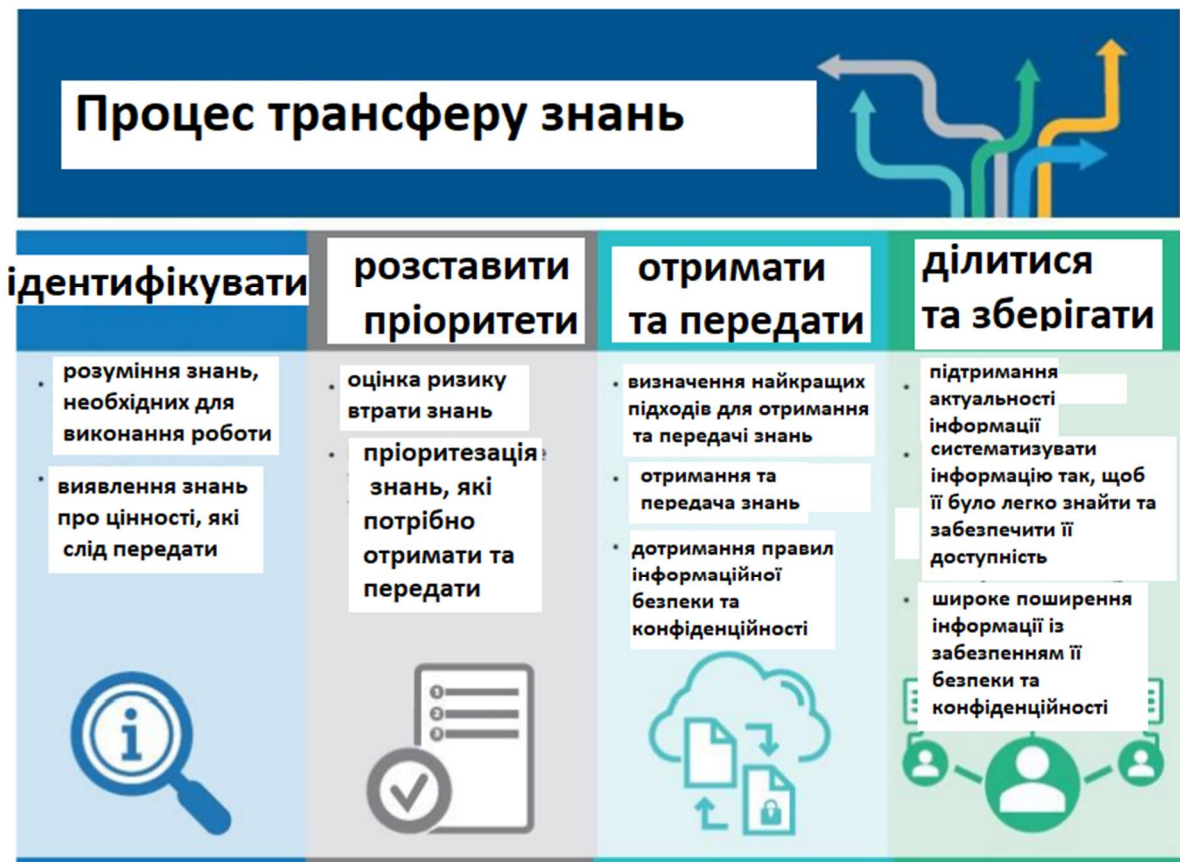 Процес трансферу знань
ідентифікувати
розуміння знань,
необхідних для
виконання роботи
виявлення знань
про цінності, які
слід передати
розставити
пріоритети
оцінка ризику
втрати знань
пріоритезація
знань, які
потрібно
отримати та
передати
1
2
3
отримати
та передати
визначення найкращих
підходів для отримання
та передачі знань
отримання та
передача знань
дотримання правил
інформаційної
безпеки та
конфіденційності
ділитися
та зберігати
підтримання
актуальності
інформації
систематизувати
інформацію так, щоб
її було легко знайти та
забезпечити її
доступність
широке поширення
інформації із
забезпенням її
безпеки та
конфіденційності